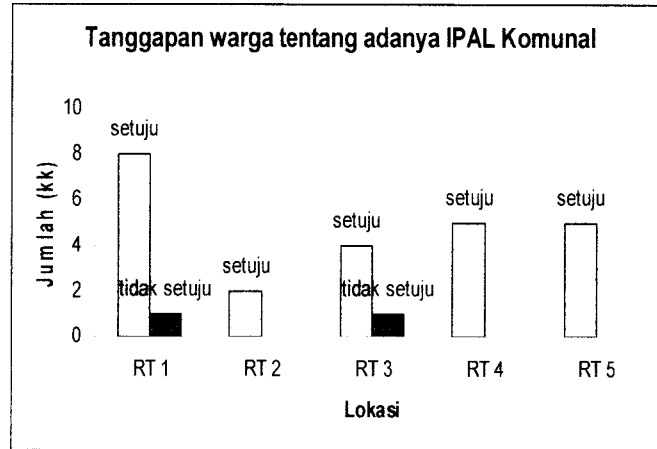 Tanggapan warga tentang adanya IPAL Komunal
10
8
6
4
2
0
Jumlah (kk)
setuju
tidak setuju
setuju
setuju
tidak setuju
setuju
setuju
RT 1
RT 2
RT 3
RT 4
RT 5
Lokasi